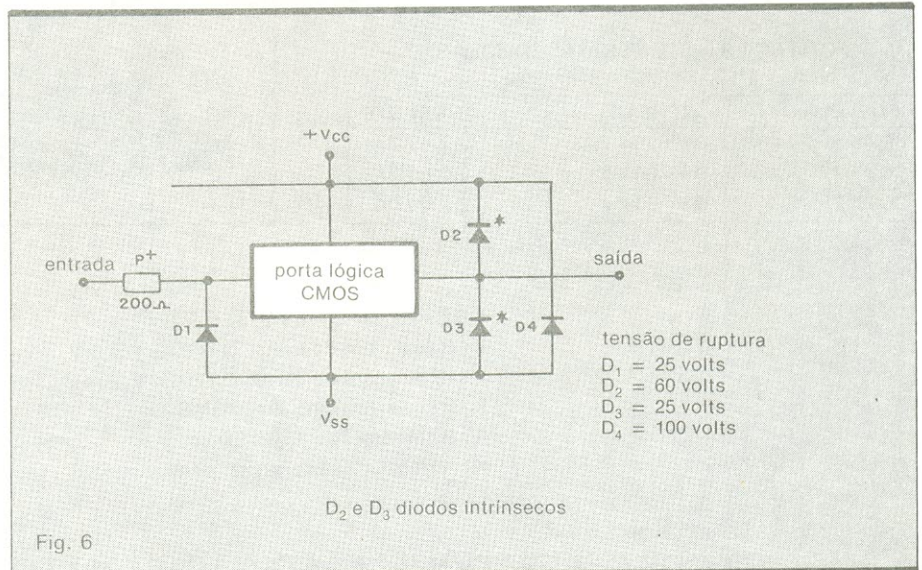 +Vcc
D2 *
entrada
P+
porta lógica
CMOS
saída
200Ω
D1
D3 *
D4
Vss
tensão de ruptura
D₁ = 25 volts
D₂ = 60 volts
D₃ = 25 volts
D₄ = 100 volts
D₂ e D₃ diodos intrínsecos
Fig. 6